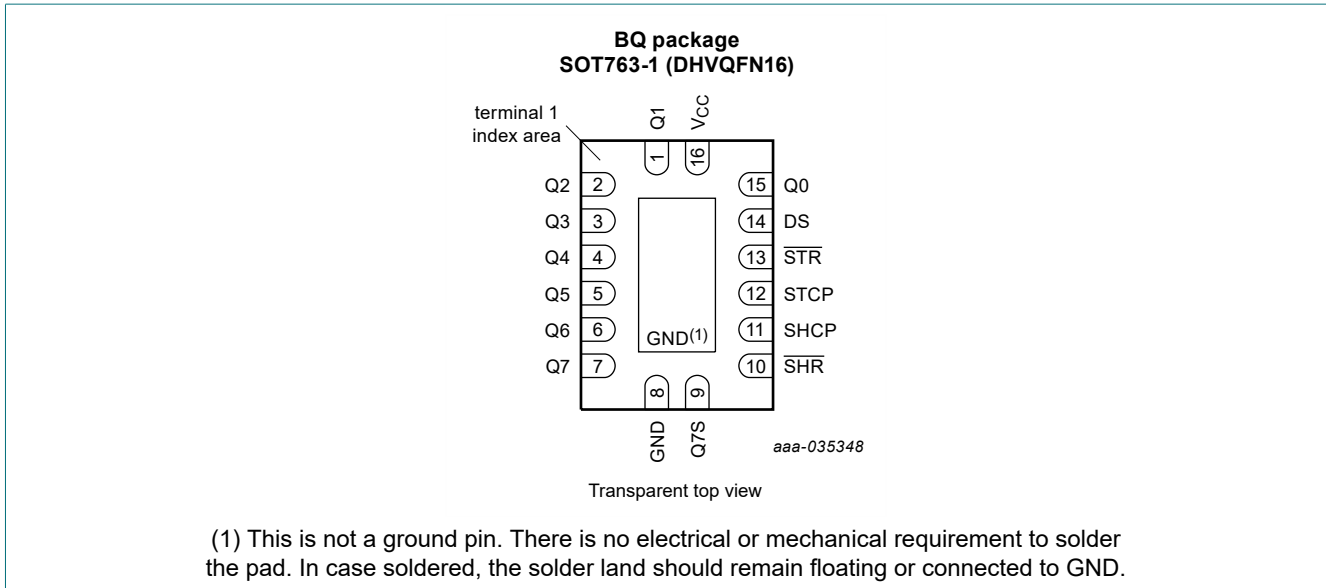 BQ package
SOT763-1 (DHVQFN16)
terminal 1
index area
Q1
VCC
1
16
Q2 2
15 Q0
Q3 3
14 DS
Q4 4
13 STR
Q5 5
12 STCP
Q6 6
11 SHCP
GND(1)
Q7 7
10 SHR
8
9
GND
Q7S
aaa-035348
Transparent top view
(1) This is not a ground pin. There is no electrical or mechanical requirement to solder
the pad. In case soldered, the solder land should remain floating or connected to GND.